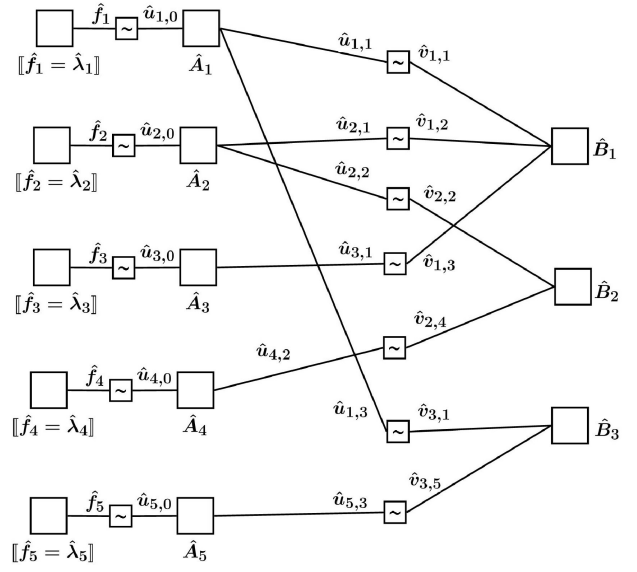 f̂₁ ~ û₁,₀ û₁,₁ ~ v̂₁,₁
⟦f̂₁ = λ̂₁⟧ Â₁
f̂₂ ~ û₂,₀ û₂,₁ ~ v̂₁,₂
B̂₁
⟦f̂₂ = λ̂₂⟧ Â₂ û₂,₂ ~ v̂₂,₂
f̂₃ ~ û₃,₀ û₃,₁ ~ v̂₁,₃
⟦f̂₃ = λ̂₃⟧ Â₃ B̂₂
û₄,₂ ~ v̂₂,₄
f̂₄ ~ û₄,₀
⟦f̂₄ = λ̂₄⟧ Â₄ û₁,₃ ~ v̂₃,₁ B̂₃
f̂₅ ~ û₅,₀ û₅,₃ ~ v̂₃,₅
⟦f̂₅ = λ̂₅⟧ Â₅